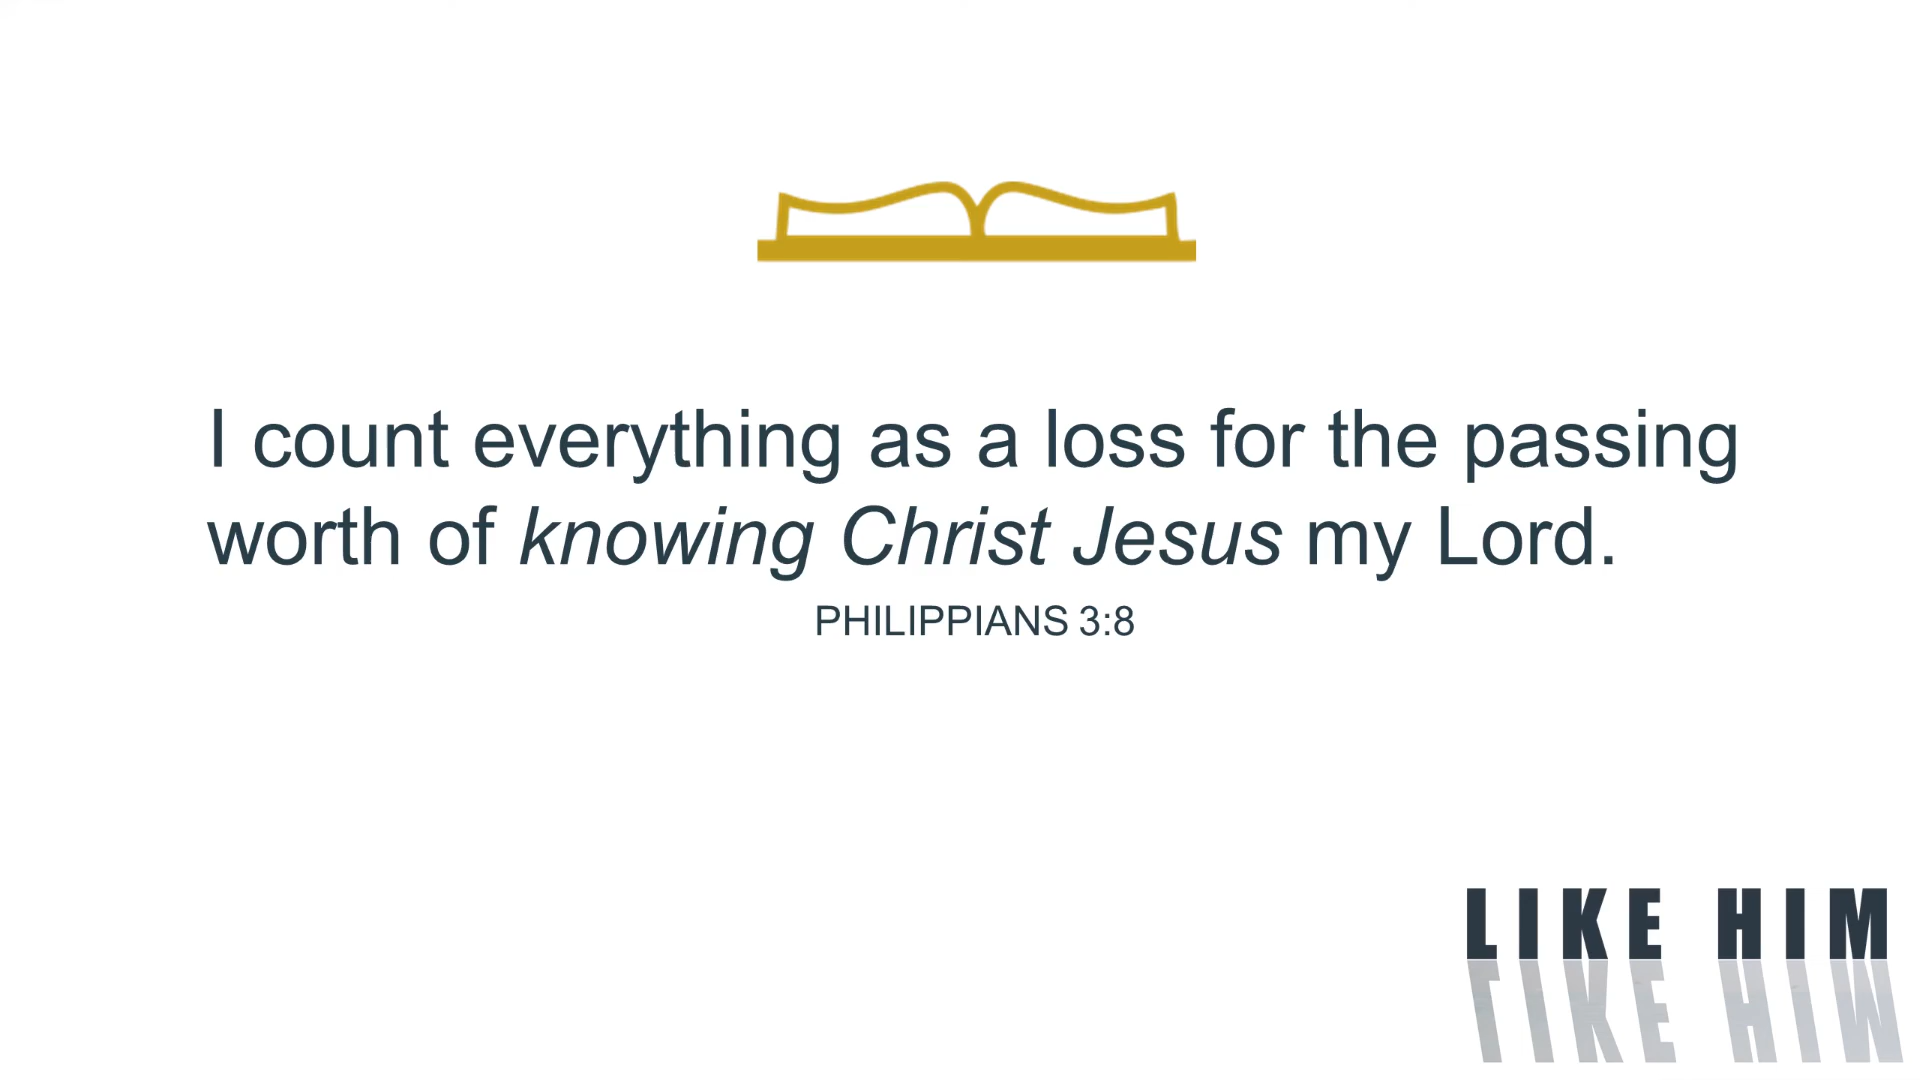 I count everything as a loss for the passing
worth of knowing Christ Jesus my Lord.
PHILIPPIANS 3:8
LIKE HIM